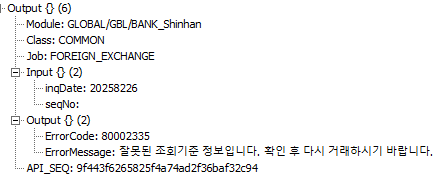 Output {} (6)
Module: GLOBAL/GBL/BANK_Shinhan
Class: COMMON
Job: FOREIGN_EXCHANGE
Input {} (2)
inqDate: 20258226
seqNo:
Output {} (2)
ErrorCode: 80002335
ErrorMessage: 잘못된 조회기준 정보입니다. 확인 후 다시 거래하시기 바랍니다.
API_SEQ: 9f443f6265825f4a74ad2f36baf32c94